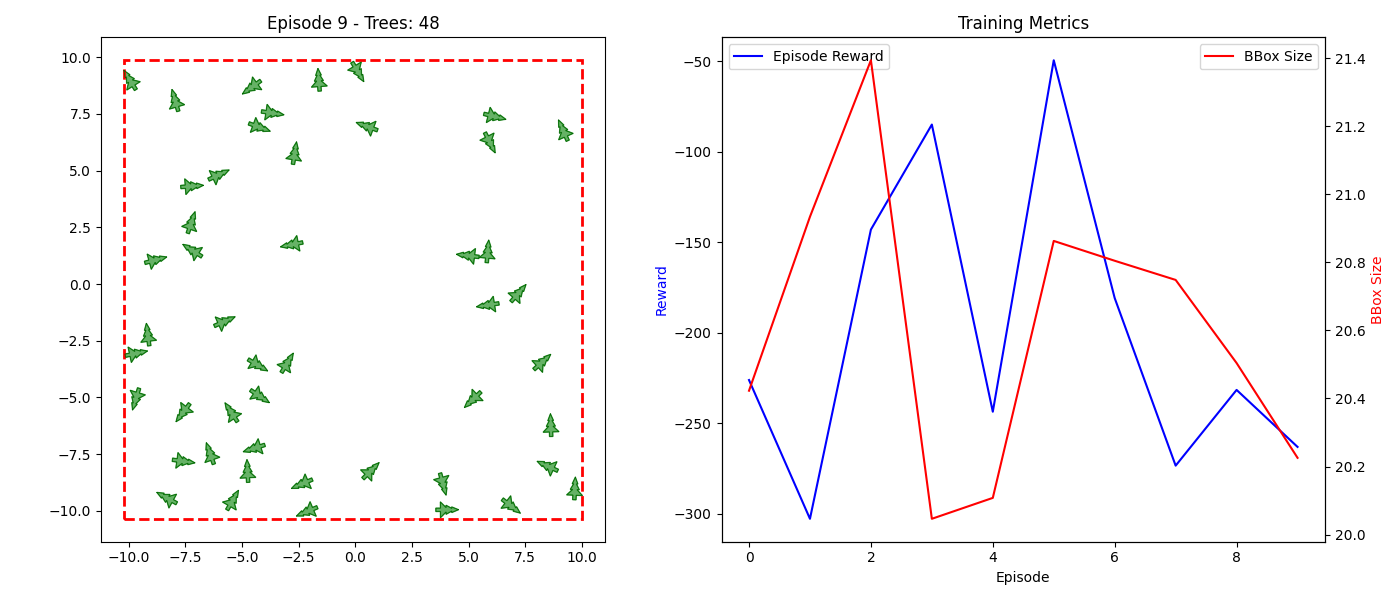 Episode 9 - Trees: 48
10.0
7.5
5.0
2.5
0.0
−2.5
−5.0
−7.5
−10.0
−10.0 −7.5 −5.0 −2.5 0.0 2.5 5.0 7.5 10.0
Training Metrics
Episode Reward
BBox Size
Reward
−50
−100
−150
−200
−250
−300
0 2 4 6 8
Episode
21.4
21.2
21.0
20.8
20.6
20.4
20.2
20.0
BBox Size